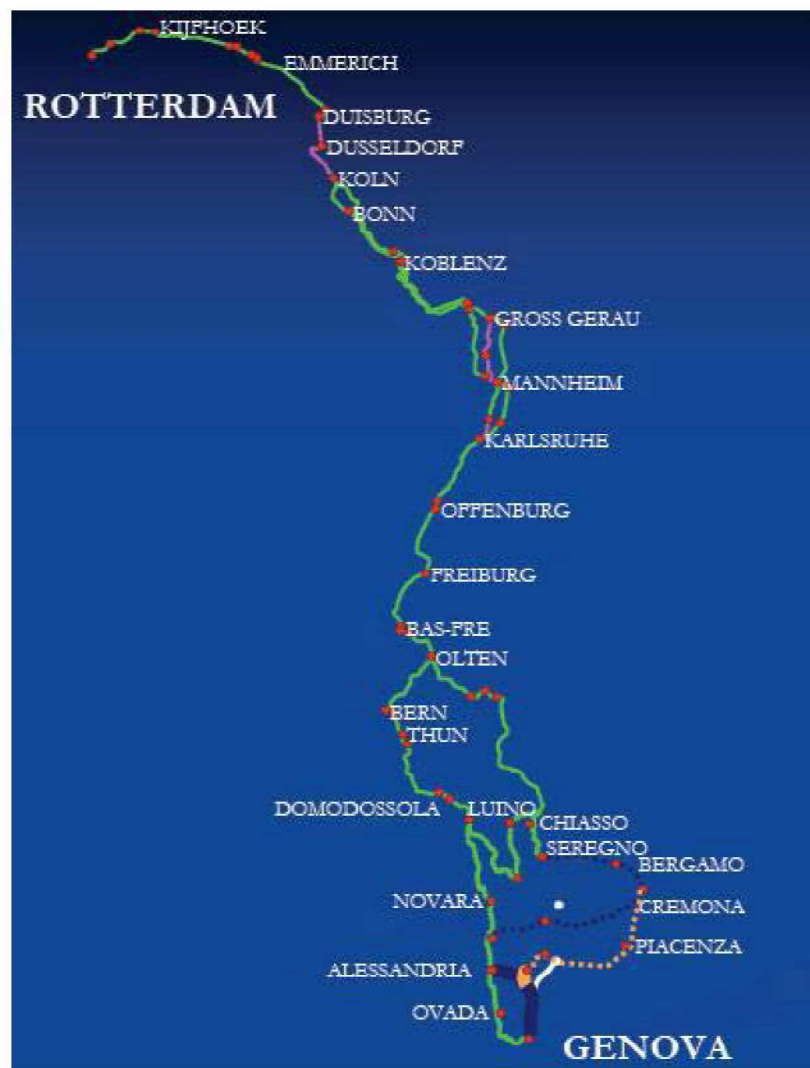 KIJFHOEK
EMMERICH
ROTTERDAM
DUISBURG
DUSSELDORF
KOLN
BONN
KOBLENZ
GROSS GERAU
MANNHEIM
KARLSRUHE
OFFENBURG
FREIBURG
BAS-FRE
OLTEN
BERN
THUN
DOMODOSSOLA
LUINO
CHIASSO
SEREGNO
BERGAMO
NOVARA
CREMONA
PIACENZA
ALESSANDRIA
OVADA
GENOVA